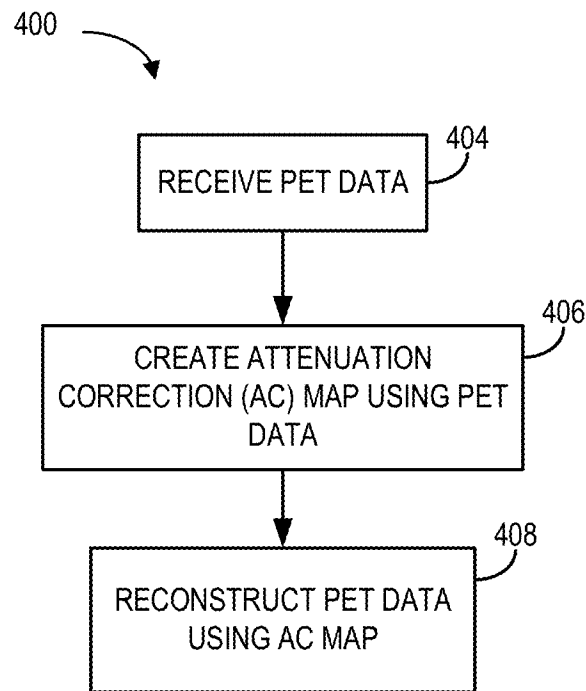 400
404
RECEIVE PET DATA
406
CREATE ATTENUATION
CORRECTION (AC) MAP USING PET
DATA
408
RECONSTRUCT PET DATA
USING AC MAP